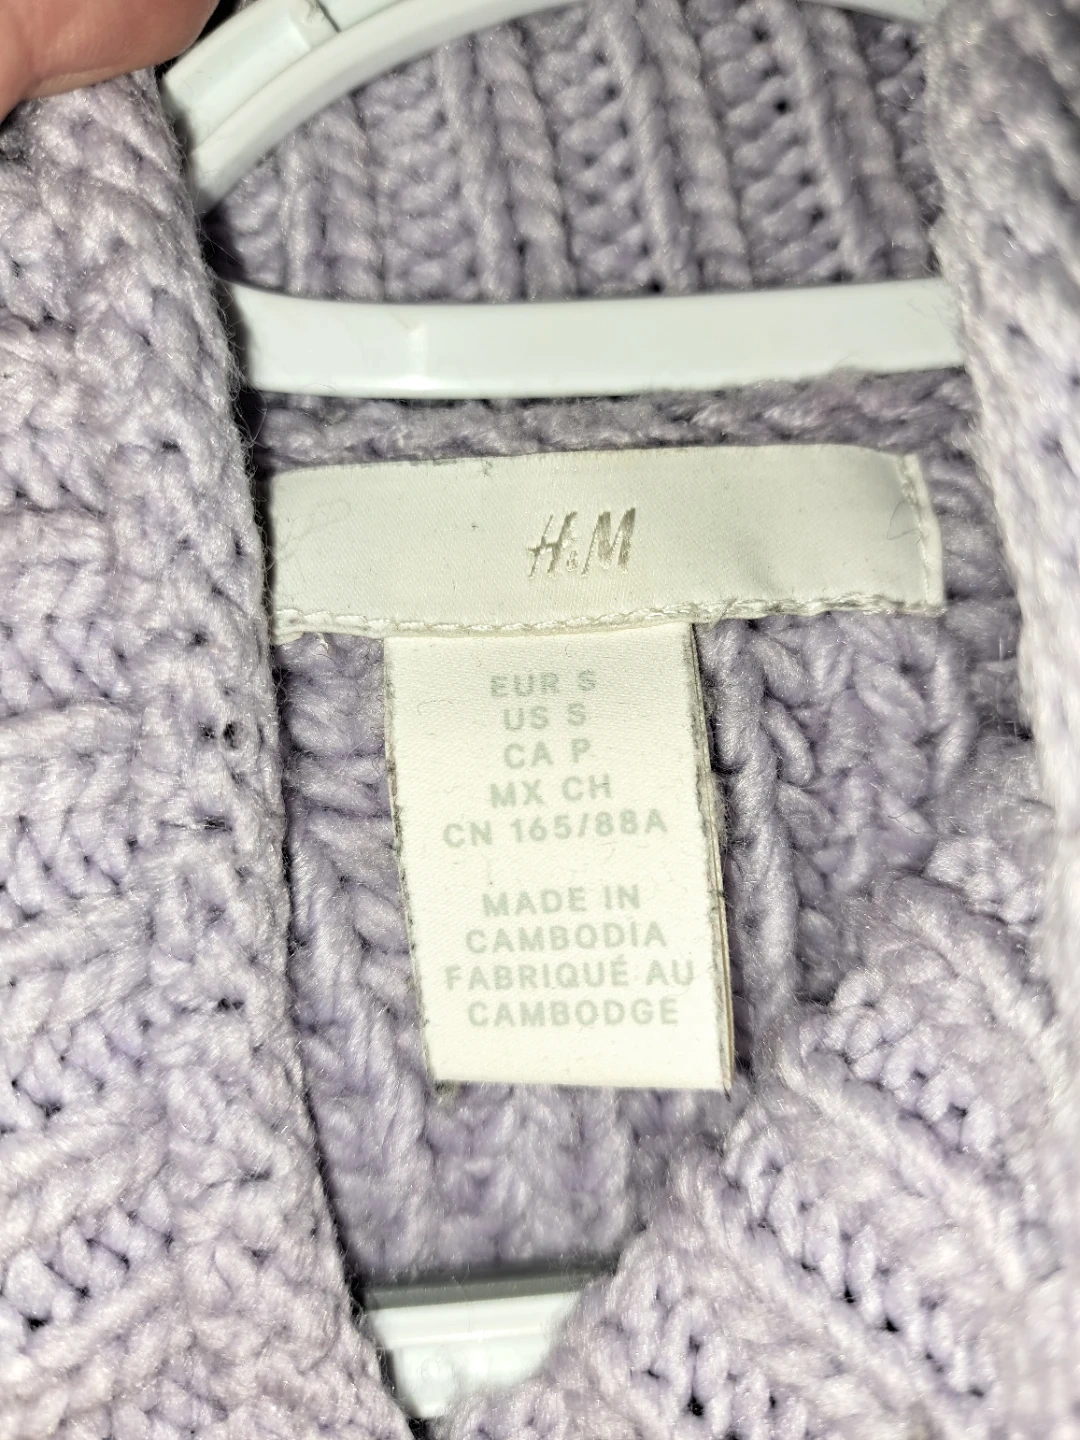 H&M
EUR S
US S
CA P
MX CH
CN 165/88A
MADE IN
CAMBODIA
FABRIQUÉ AU
CAMBODGE